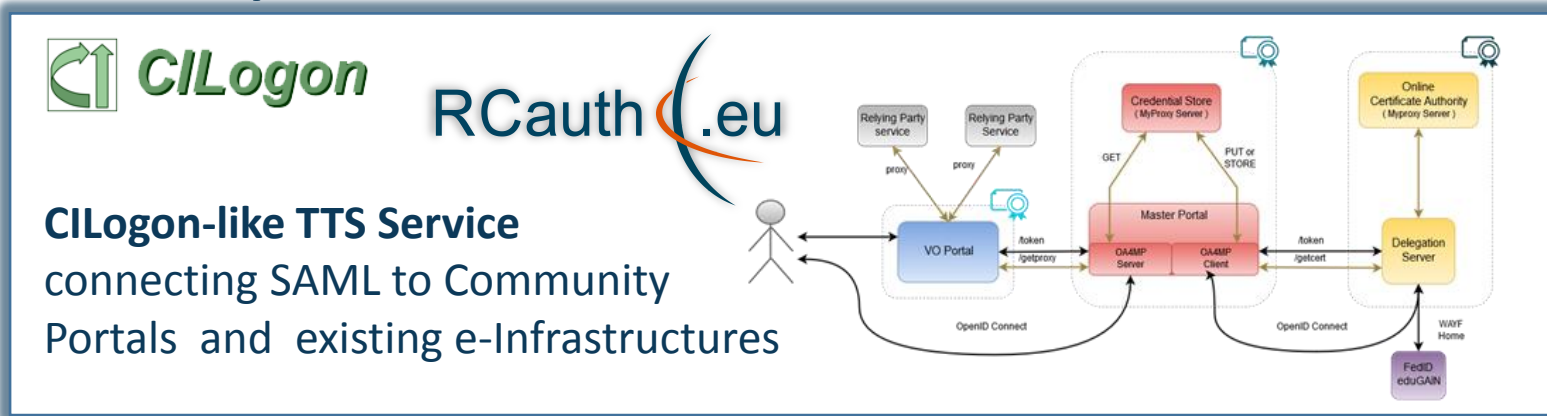 CILogon
RCauth .eu
CILogon-like TTS Service
connecting SAML to Community
Portals and existing e-Infrastructures
Relying Party
service
Relying Party
Service
proxy
proxy
VO Portal
Credential Store
( MyProxy Server )
GET
PUT or
STORE
Master Portal
OA4MP
Server
OA4MP
Client
/token
/getproxy
/token
/getcert
Online
Certificate Authority
( Myproxy Server )
Delegation
Server
OpenID Connect
OpenID Connect
WAYF
Home
FedID
eduGAIN